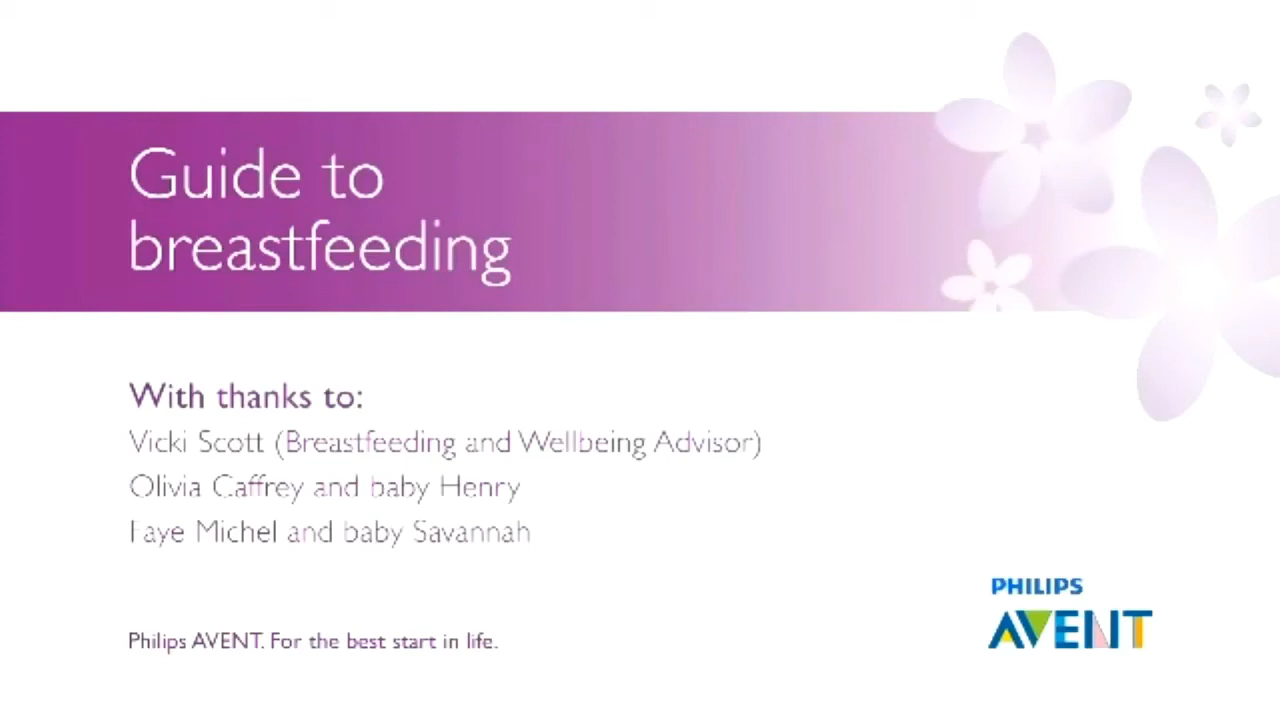 Guide to
breastfeeding
With thanks to:
Vicki Scott (Breastfeeding and Wellbeing Advisor)
Olivia Caffrey and baby Henry
Faye Michel and baby Savannah
Philips AVENT. For the best start in life.
PHILIPS
AVENT